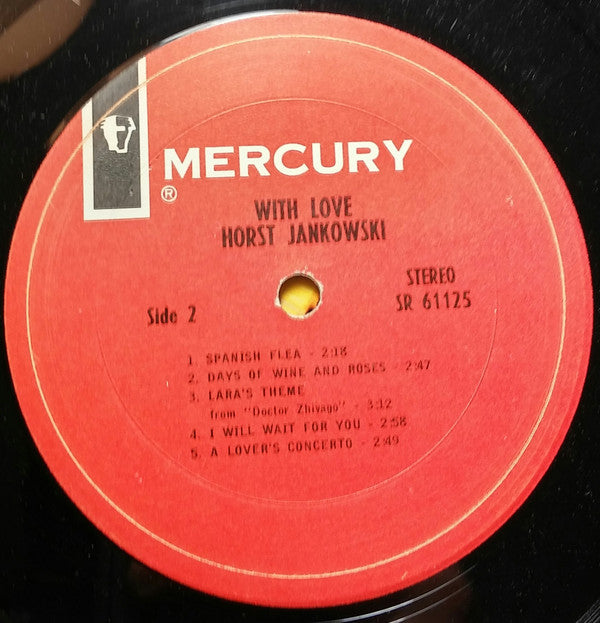 MERCURY
®
WITH LOVE
HORST JANKOWSKI
STEREO
SR 61125
Side 2
1. SPANISH FLEA - 2:18
2. DAYS OF WINE AND ROSES - 2:47
3. LARA'S THEME
from "Doctor Zhivago" - 3:12
4. I WILL WAIT FOR YOU - 2:58
5. A LOVER'S CONCERTO - 2:49